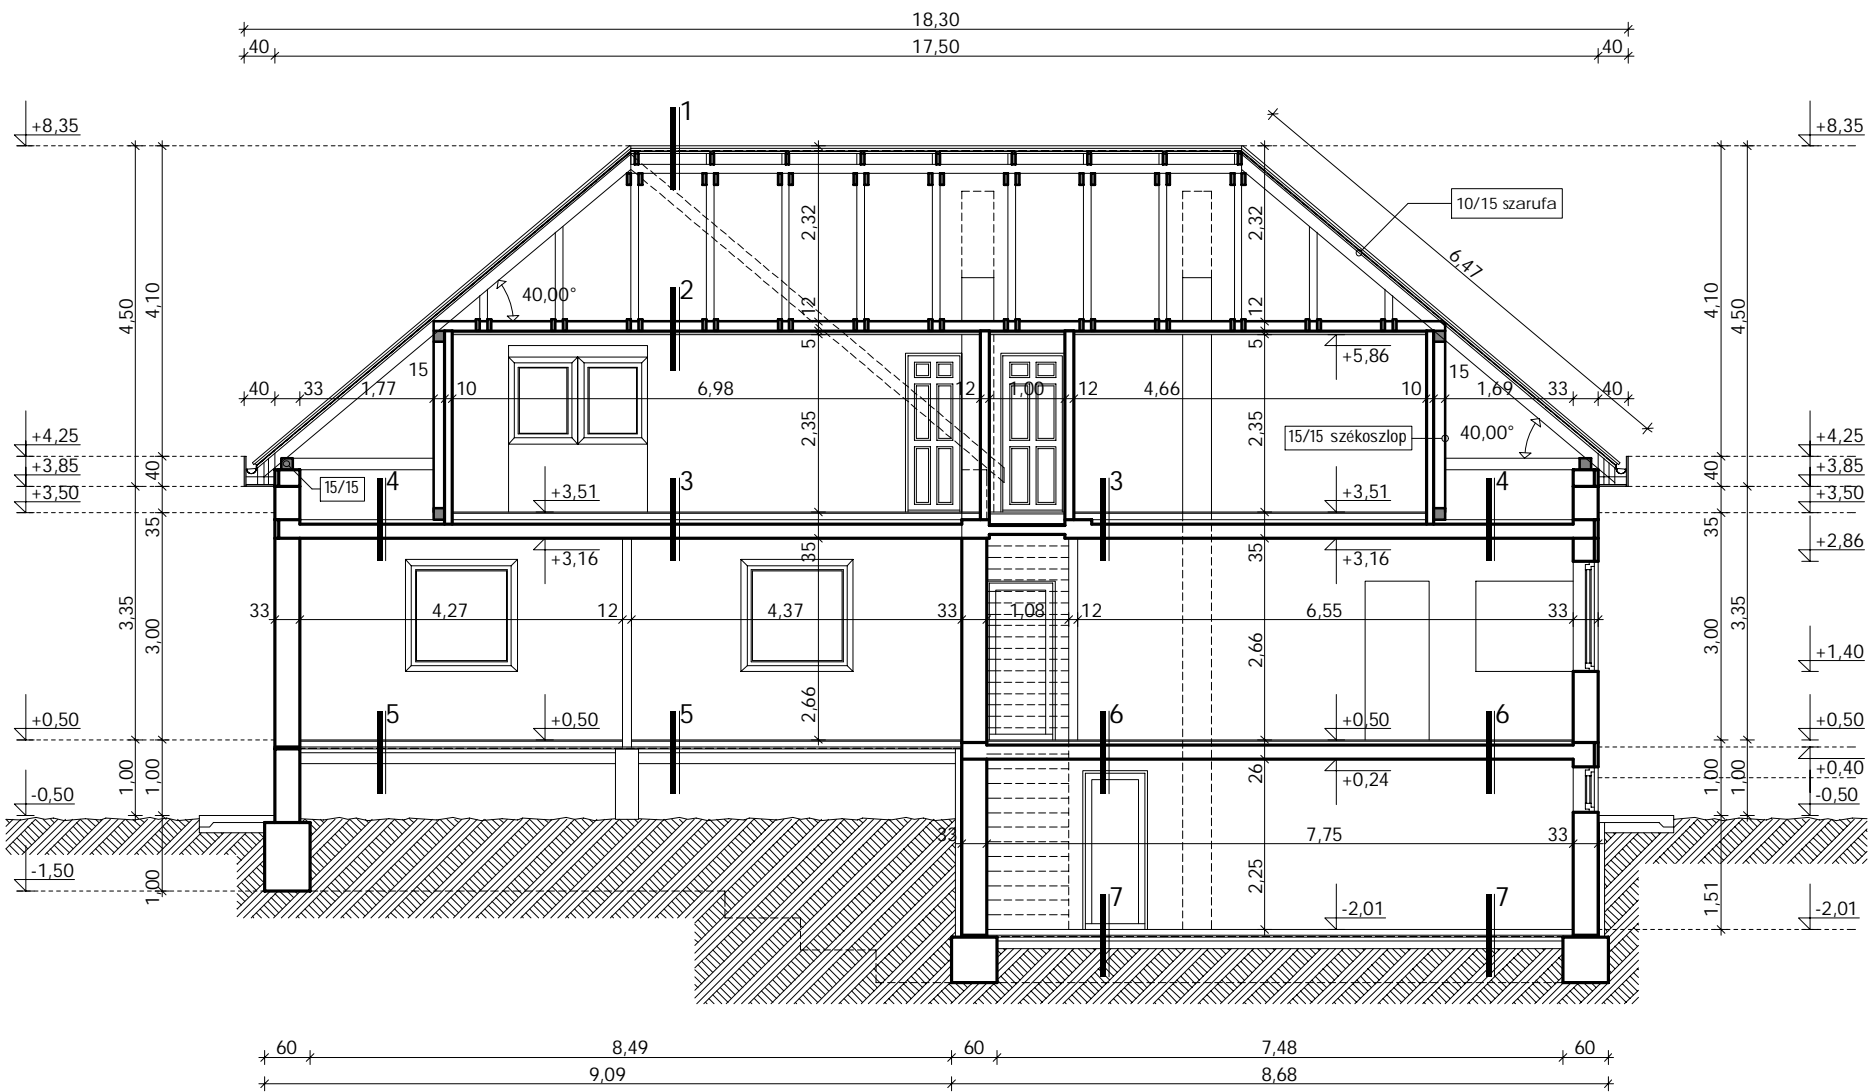 18,30
40 17,50 40
1
+8,35 +8,35
10/15 szarufa
2,32 2,32
6,47
2
40,00°
4,50 4,10 12 12 4,10 4,50
5 5 +5,86
15 15
40 33 1,77 10 6,98 12 1,00 12 4,66 10 1,69 33 40
2,35 2,35
15/15 székoszlop 40,00°
+4,25 +4,25
+3,85 40 40 +3,85
15/15 4 3 3 4
+3,50 +3,51 +3,51 +3,50
35 35
+3,16 35 35 +3,16 +2,86
33 4,27 12 4,37 33 1,08 12 6,55 33
3,35 3,00 2,66 3,00 3,35
+1,40
2,66
5 5 6 6
+0,50 +0,50 +0,50 +0,50
26 +0,24 +0,40
1,00 1,00 1,00 1,00
-0,50 -0,50
33 7,75 33
-1,50 1,00 2,25 1,51
7 7
-2,01 -2,01
60 8,49 60 7,48 60
9,09 8,68